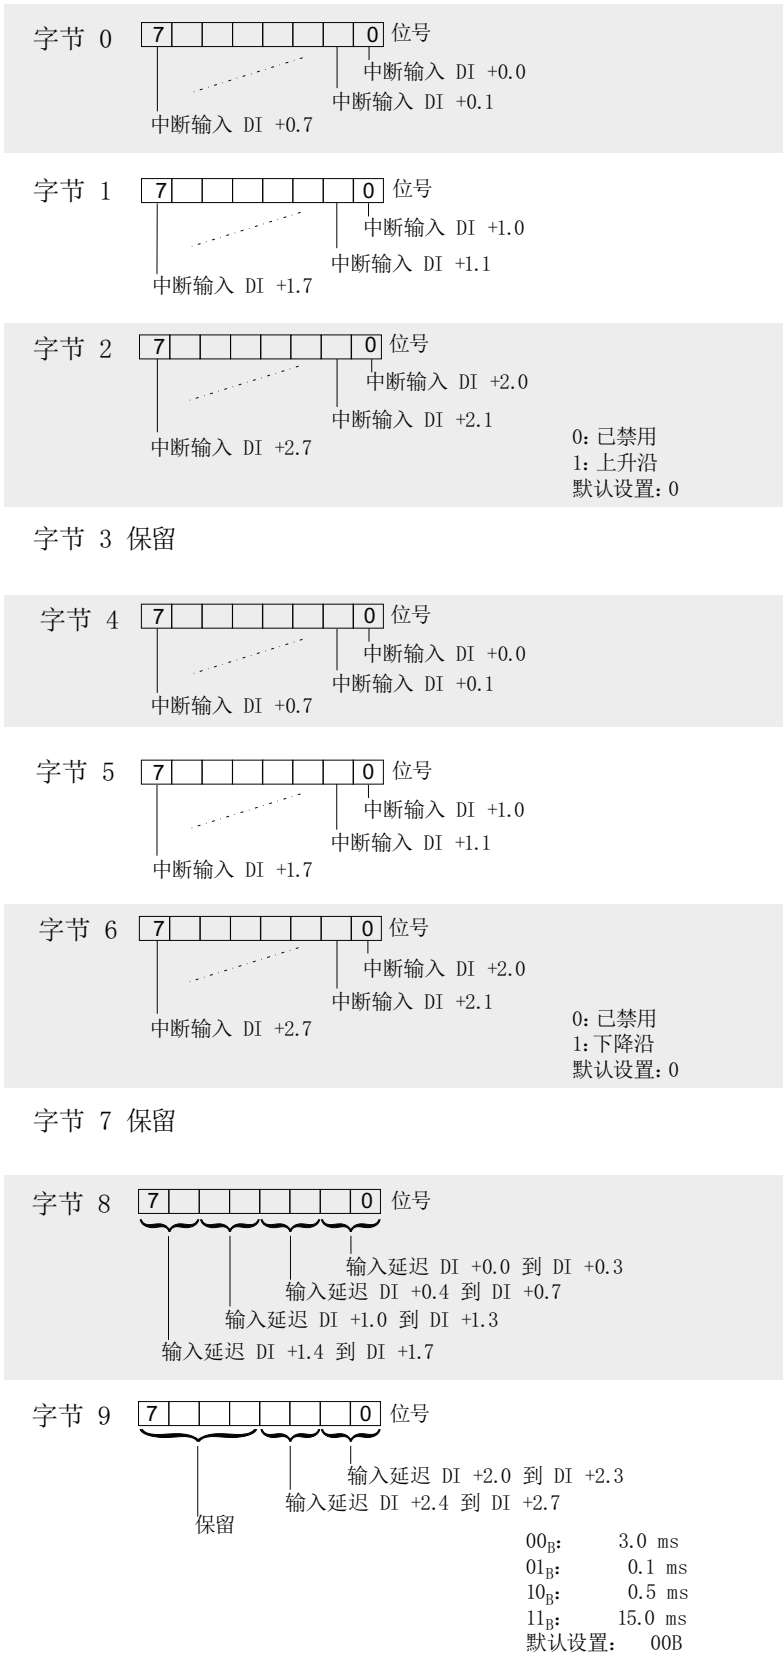 字节 0 7 0 位号
中断输入 DI +0.0
中断输入 DI +0.1
中断输入 DI +0.7
字节 1 7 0 位号
中断输入 DI +1.0
中断输入 DI +1.1
中断输入 DI +1.7
字节 2 7 0 位号
中断输入 DI +2.0
中断输入 DI +2.1
中断输入 DI +2.7
0: 已禁用
1: 上升沿
默认设置: 0
字节 3 保留
字节 4 7 0 位号
中断输入 DI +0.0
中断输入 DI +0.1
中断输入 DI +0.7
字节 5 7 0 位号
中断输入 DI +1.0
中断输入 DI +1.1
中断输入 DI +1.7
字节 6 7 0 位号
中断输入 DI +2.0
中断输入 DI +2.1
中断输入 DI +2.7
0: 已禁用
1: 下降沿
默认设置: 0
字节 7 保留
字节 8 7 0 位号
输入延迟 DI +0.0 到 DI +0.3
输入延迟 DI +0.4 到 DI +0.7
输入延迟 DI +1.0 到 DI +1.3
输入延迟 DI +1.4 到 DI +1.7
字节 9 7 0 位号
输入延迟 DI +2.0 到 DI +2.3
输入延迟 DI +2.4 到 DI +2.7
保留
00B: 3.0 ms
01B: 0.1 ms
10B: 0.5 ms
11B: 15.0 ms
默认设置: 00B